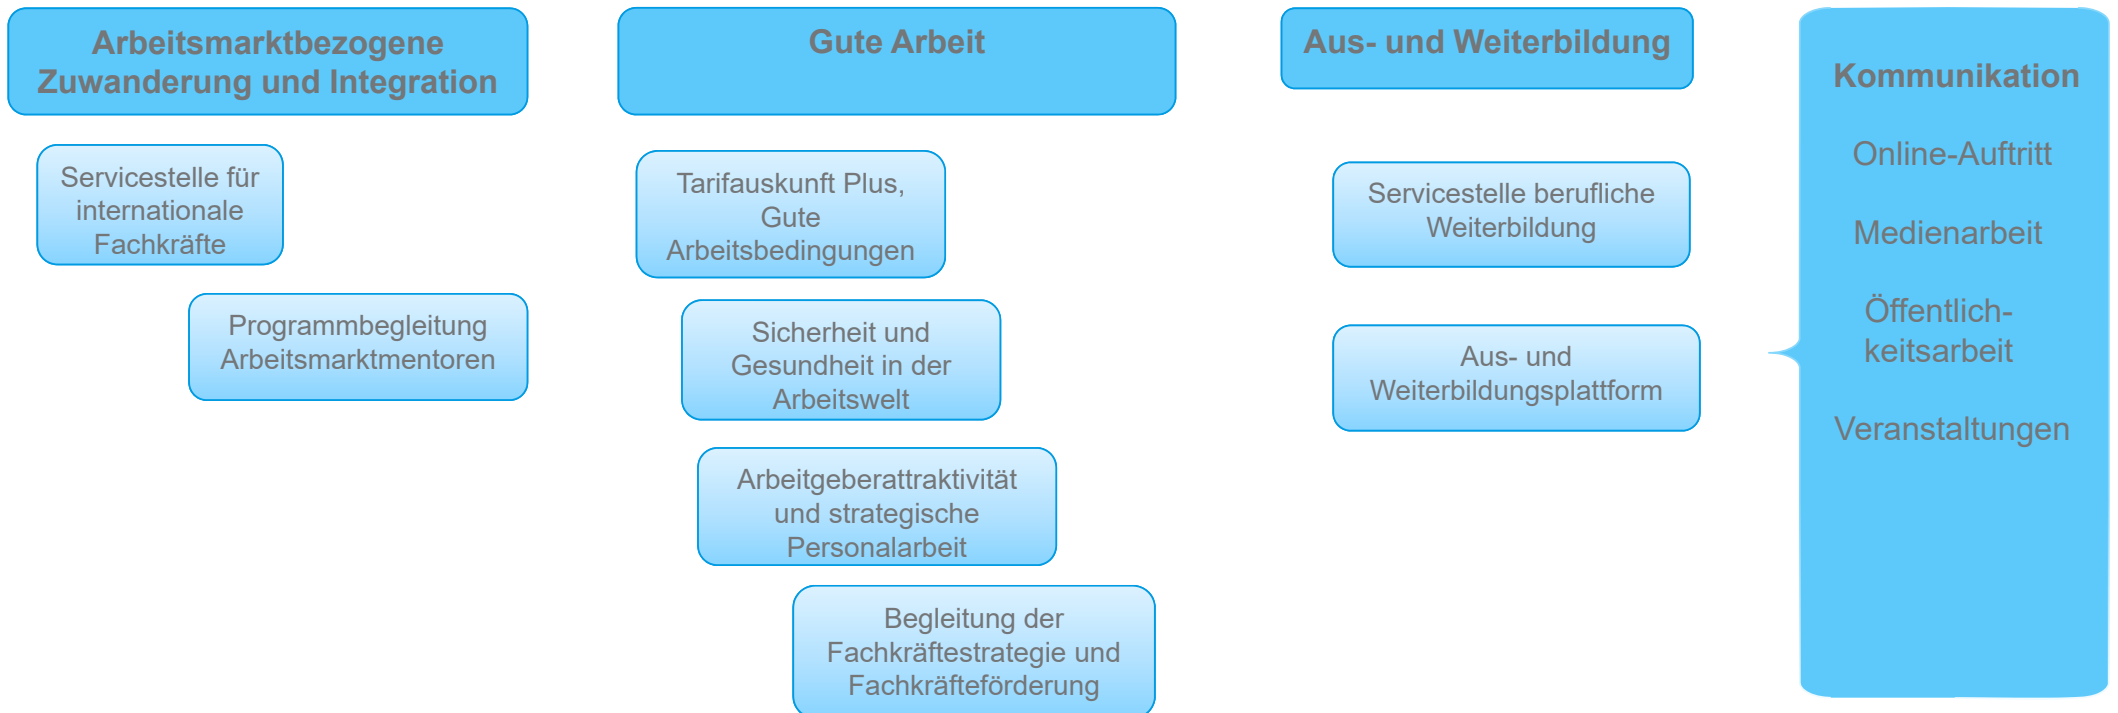 Arbeitsmarktbezogene
Zuwanderung und Integration
Servicestelle für
internationale
Fachkräfte
Programmbegleitung
Arbeitsmarktmentoren
Gute Arbeit
Tarifauskunft Plus,
Gute
Arbeitsbedingungen
Sicherheit und
Gesundheit in der
Arbeitswelt
Arbeitgeberattraktivität
und strategische
Personalarbeit
Begleitung der
Fachkräftestrategie und
Fachkräfteförderung
Aus- und Weiterbildung
Servicestelle berufliche
Weiterbildung
Aus- und
Weiterbildungsplattform
Kommunikation
Online-Auftritt
Medienarbeit
Öffentlich-
keitsarbeit
Veranstaltungen